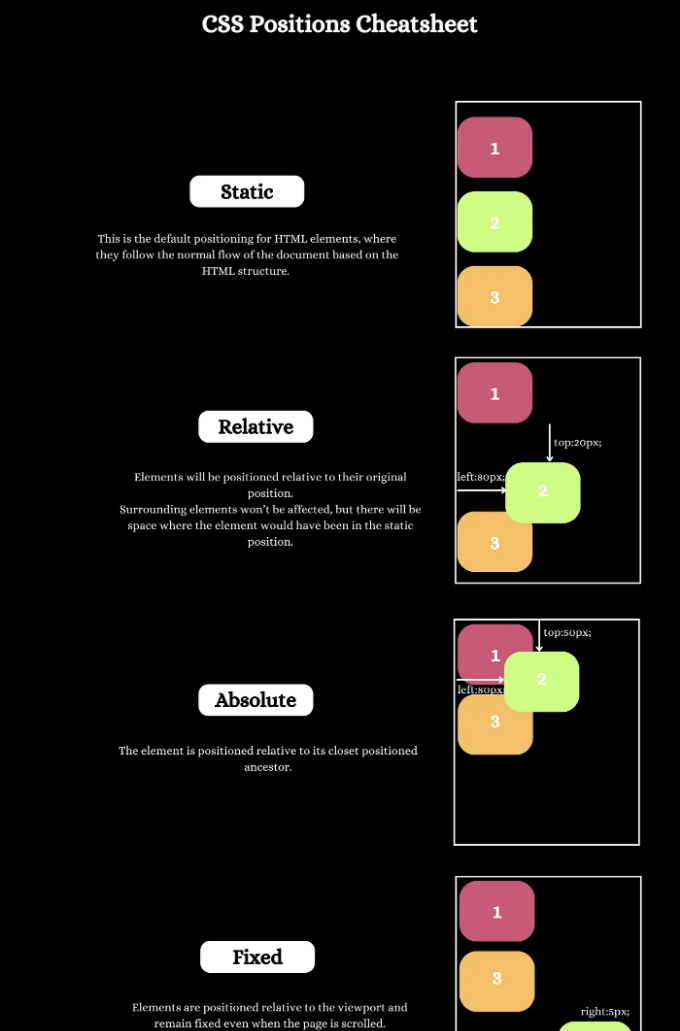 CSS Positions Cheatsheet
Static
This is the default positioning for HTML elements, where
they follow the normal flow of the document based on the
HTML structure.
1
2
3
Relative
Elements will be positioned relative to their original
position.
Surrounding elements won't be affected, but there will be
space where the element would have been in the static
position.
1
top:20px;
left:80px;
2
3
Absolute
The element is positioned relative to its closet positioned
ancestor.
top:50px;
1
2
left:80px;
3
Fixed
Elements are positioned relative to the viewport and
remain fixed even when the page is scrolled.
1
3
right:5px;